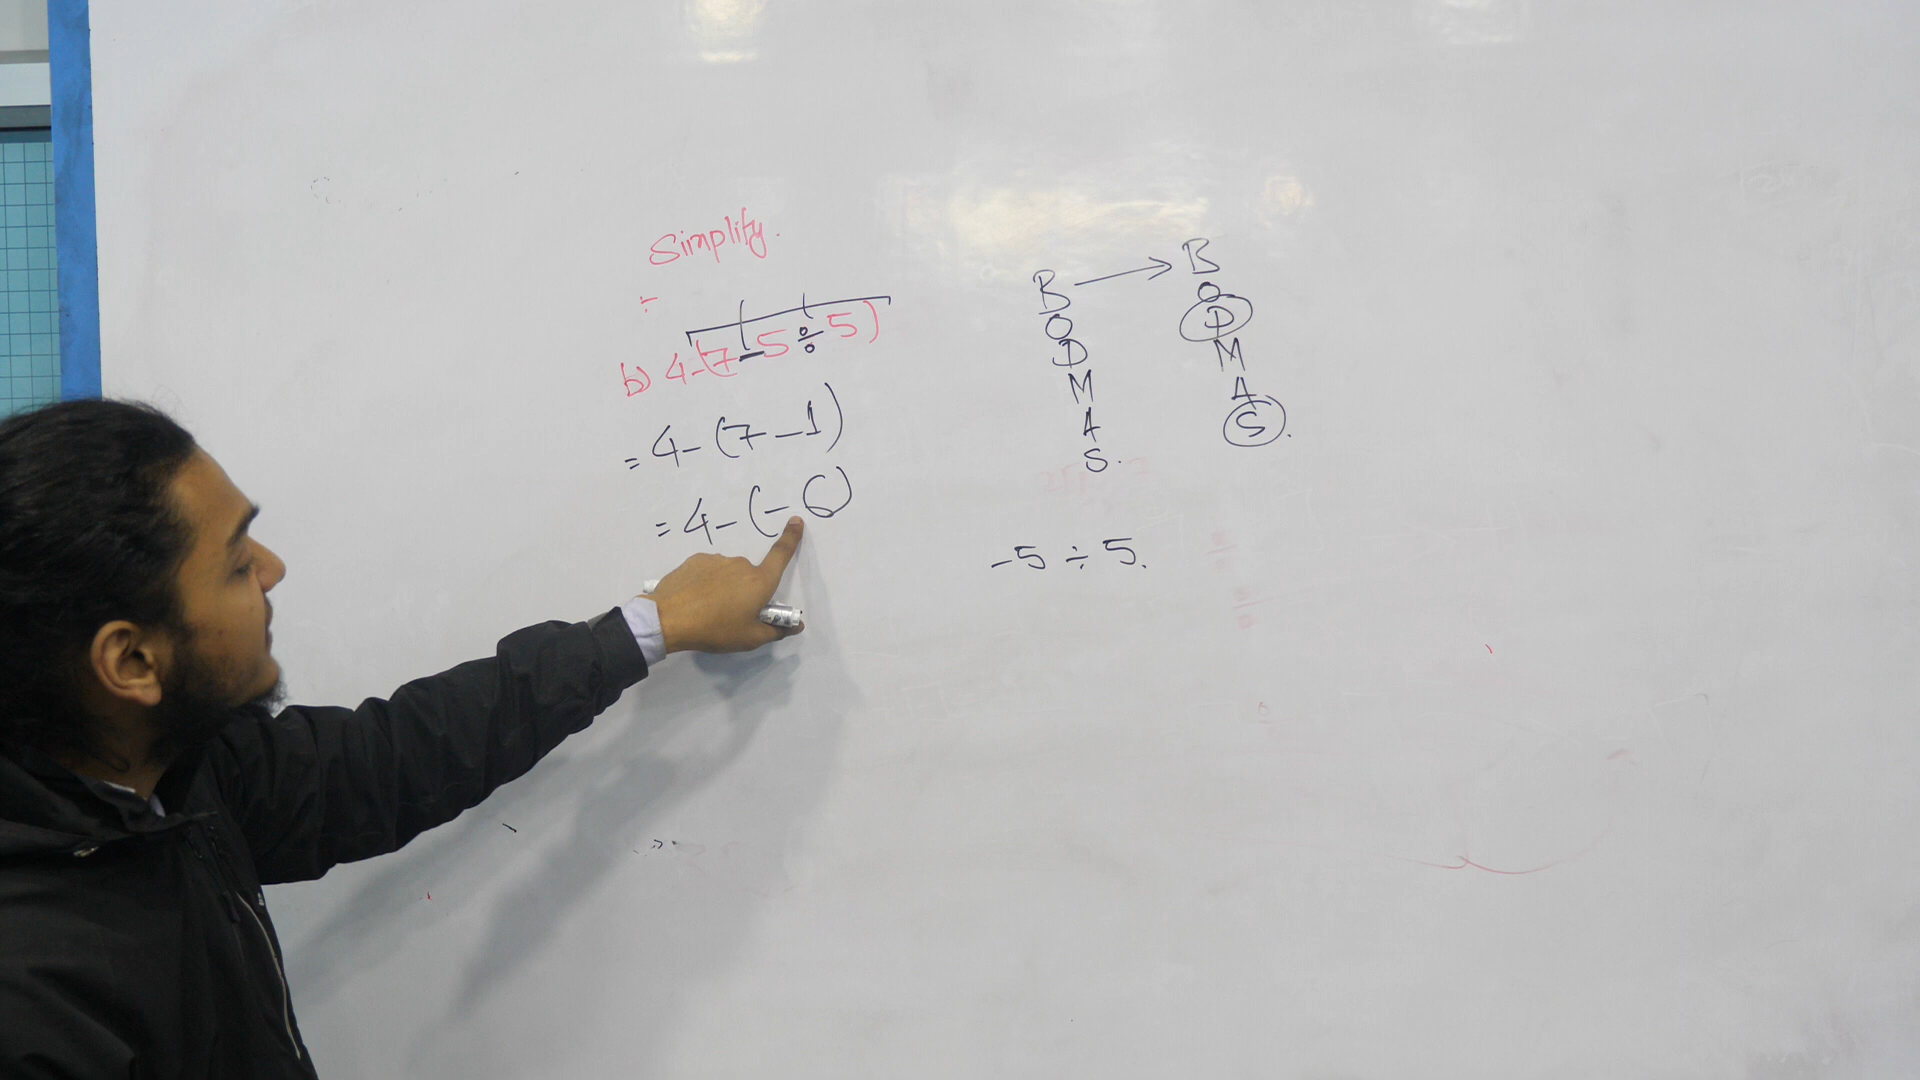 Simplify.
÷
b) 4-(7-5÷5)
= 4-(7-1)
= 4-(-6)
B → B
O O
D D
M M
A A
S. S.
-5 ÷ 5.